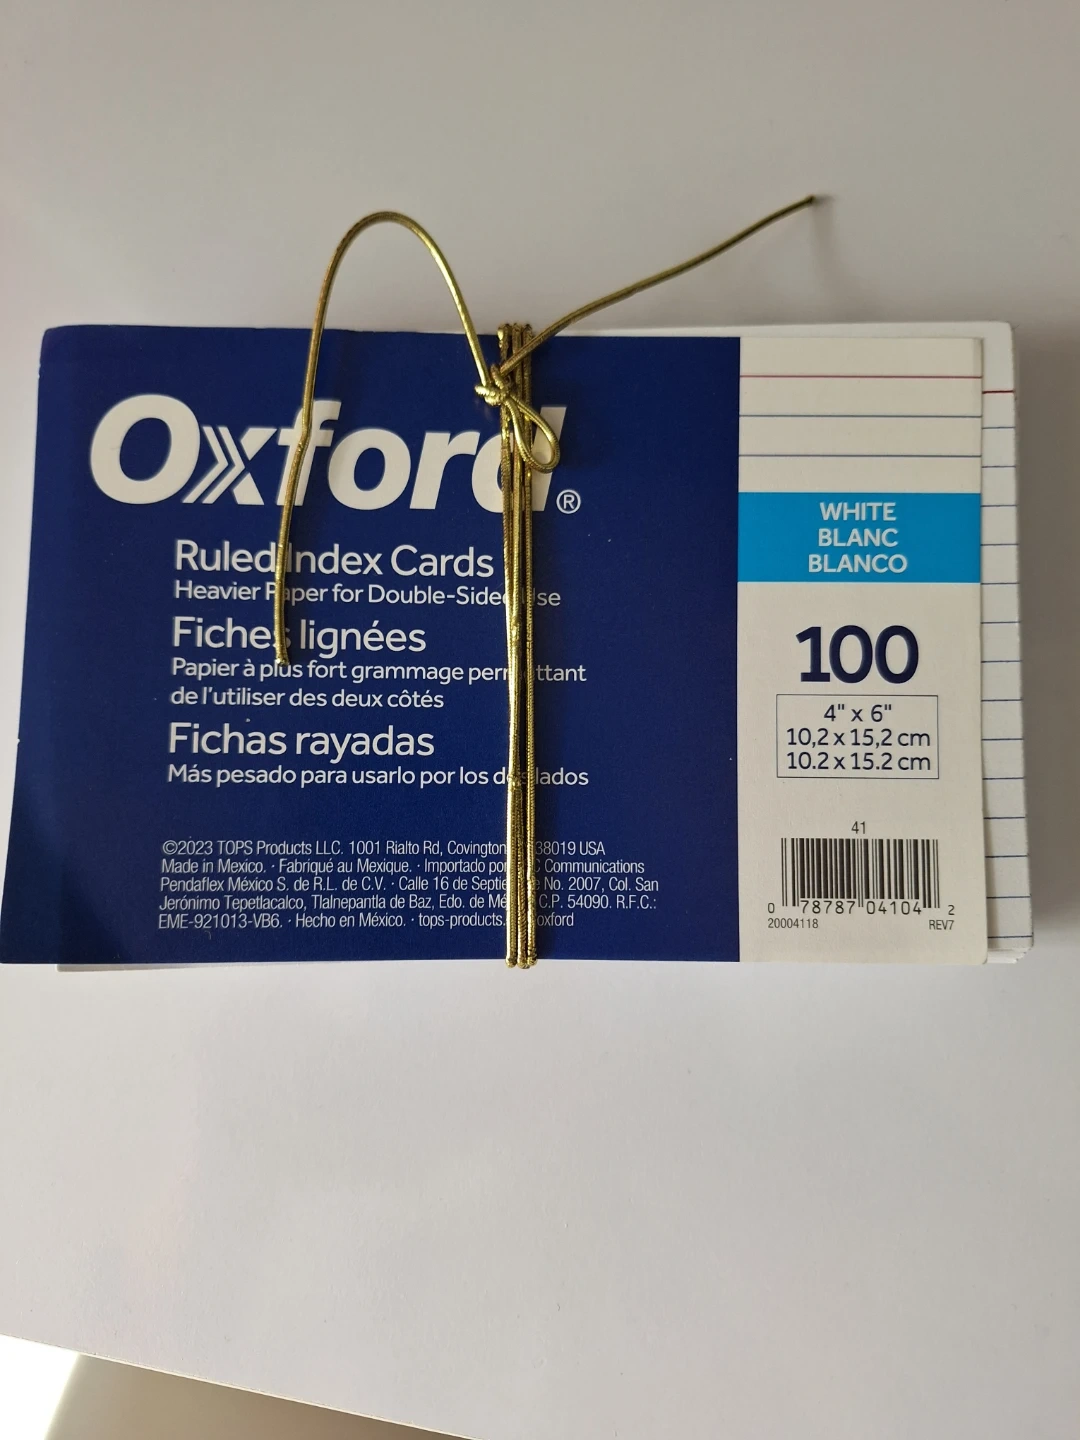 Oxford®
Ruled Index Cards
Heavier Paper for Double-Sided Use
Fiches lignées
Papier à plus fort grammage permettant
de l'utiliser des deux côtés
Fichas rayadas
Más pesado para usarlo por los dos lados
©2023 TOPS Products LLC. 1001 Rialto Rd, Covington 38019 USA
Made in Mexico. · Fabriqué au Mexique. · Importado por Communications
Pendaflex México S. de R.L. de C.V. · Calle 16 de No. 2007, Col. San
Jerónimo Tepetlacalco, Tlalnepantla de Baz, Edo. de C.P. 54090. R.F.C.:
EME-921013-VB6. · Hecho en México. · tops-products. oxford
WHITE
BLANC
BLANCO
100
4" x 6"
10,2 x 15,2 cm
10.2 x 15.2 cm
41
0 78787 04104 2
20004118 REV7